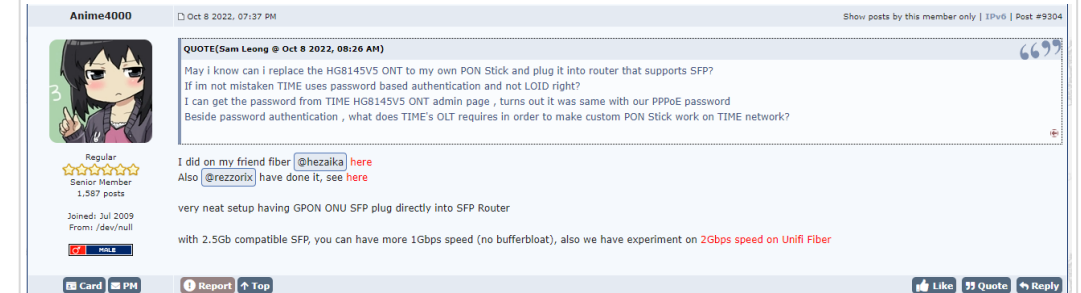 Anime4000
Oct 8 2022, 07:37 PM
Show posts by this member only | IPv6 | Post #9304
QUOTE(Sam Leong @ Oct 8 2022, 08:26 AM)
May i know can i replace the HG8145V5 ONT to my own PON Stick and plug it into router that supports SFP?
If im not mistaken TIME uses password based authentication and not LOID right?
I can get the password from TIME HG8145V5 ONT admin page , turns out it was same with our PPPoE password
Beside password authentication , what does TIME's OLT requires in order to make custom PON Stick work on TIME network?
3
Regular
Senior Member
1,587 posts
Joined: Jul 2009
From: /dev/null
MALE
I did on my friend fiber @hezaika here
Also @rezzorix have done it, see here
very neat setup having GPON ONU SFP plug directly into SFP Router
with 2.5Gb compatible SFP, you can have more 1Gbps speed (no bufferbloat), also we have experiment on 2Gbps speed on Unifi Fiber
Card PM
Report Top
Like Quote Reply